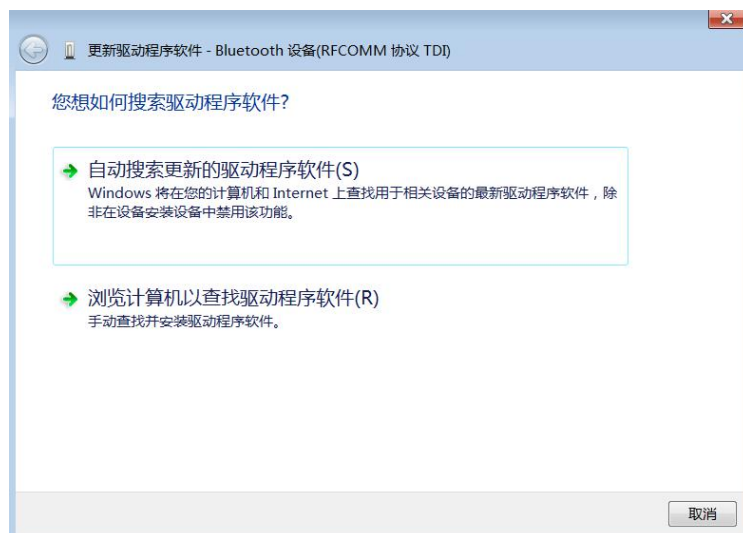 更新驱动程序软件 - Bluetooth 设备(RFCOMM 协议 TDI)
您想如何搜索驱动程序软件?
自动搜索更新的驱动程序软件(S)
Windows 将在您的计算机和 Internet 上查找用于相关设备的最新驱动程序软件，除
非在设备安装设备中禁用该功能。
浏览计算机以查找驱动程序软件(R)
手动查找并安装驱动程序软件。
取消